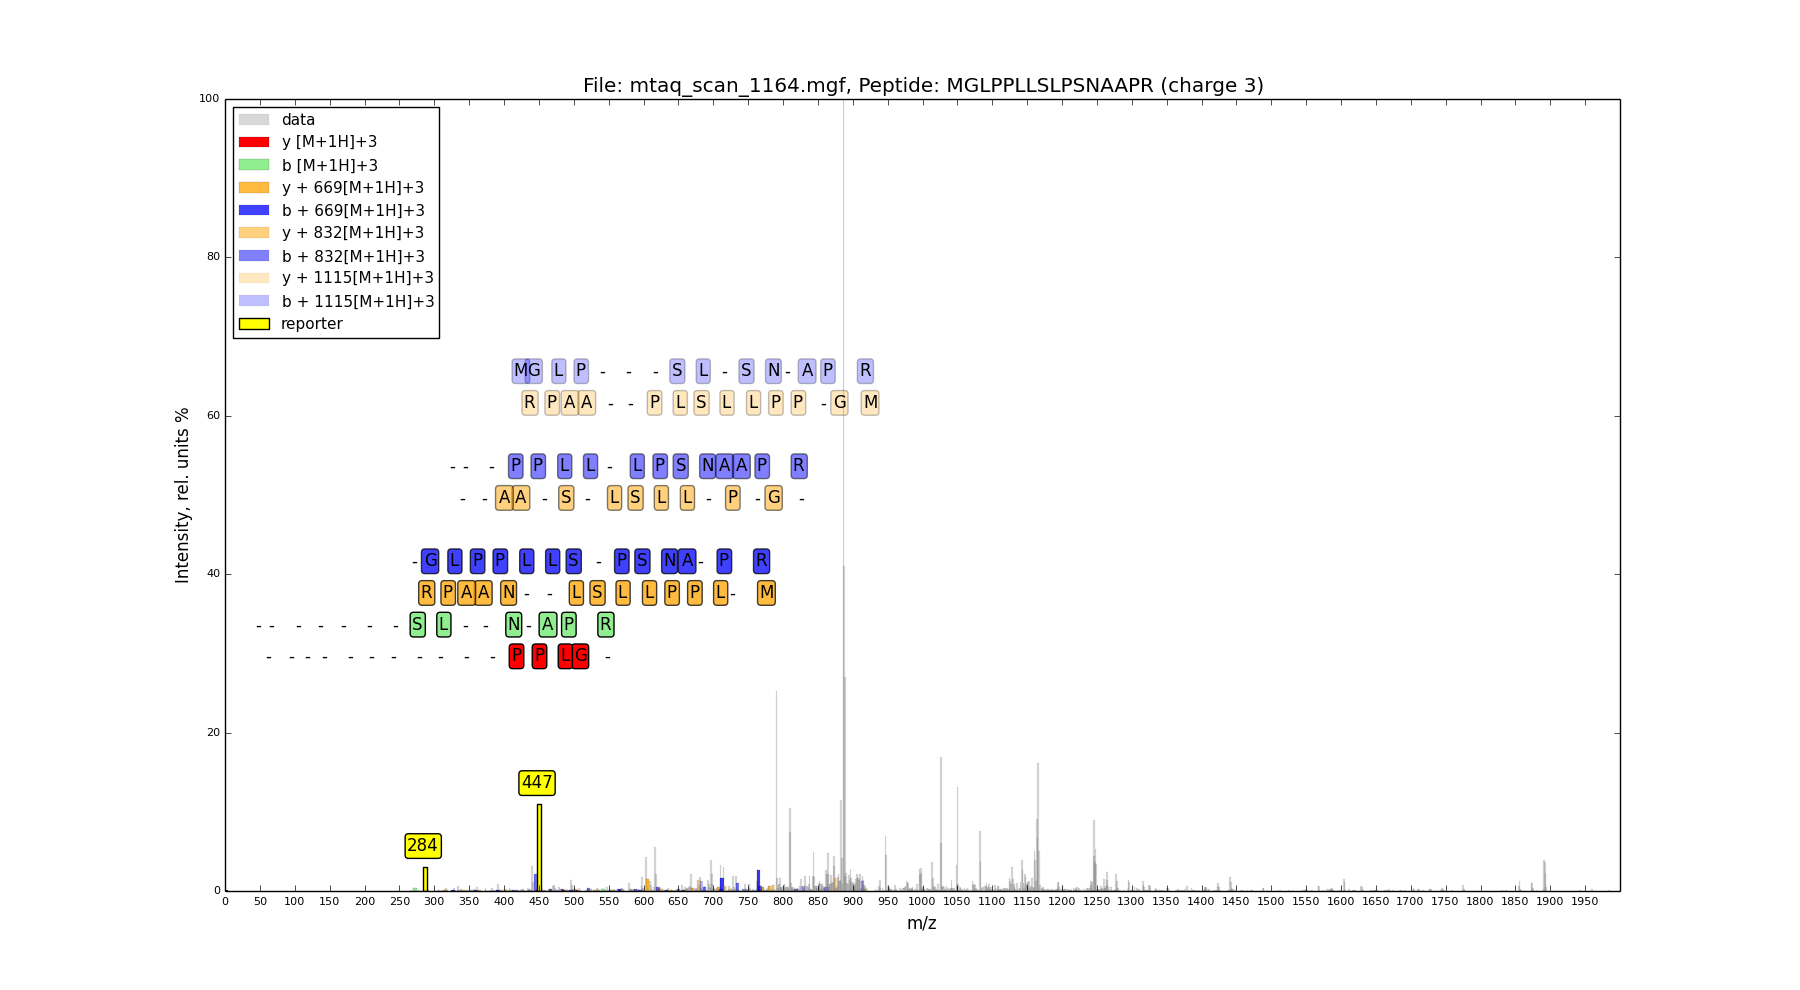 File: mtaq_scan_1164.mgf, Peptide: MGLPPLLSLPSNAAPR (charge 3)
100
80
60
40
20
0
Intensity, rel. units %
data
y [M+1H]+3
b [M+1H]+3
y + 669[M+1H]+3
b + 669[M+1H]+3
y + 832[M+1H]+3
b + 832[M+1H]+3
y + 1115[M+1H]+3
b + 1115[M+1H]+3
reporter
M G L P - - - S L - S N - A P R
R P A A - - P L S L L P P - G M
- - - P P L L - L P S N A A P R
- - A A - S - L S L L - P - G -
- G L P P L L S - P S N A - P R
R P A A N - - L S L L P P L - M
- - - - - - - S L - - N - A P R
- - - - - - - - - - - - P P L G -
447
284
0 50 100 150 200 250 300 350 400 450 500 550 600 650 700 750 800 850 900 950 1000 1050 1100 1150 1200 1250 1300 1350 1400 1450 1500 1550 1600 1650 1700 1750 1800 1850 1900 1950
m/z